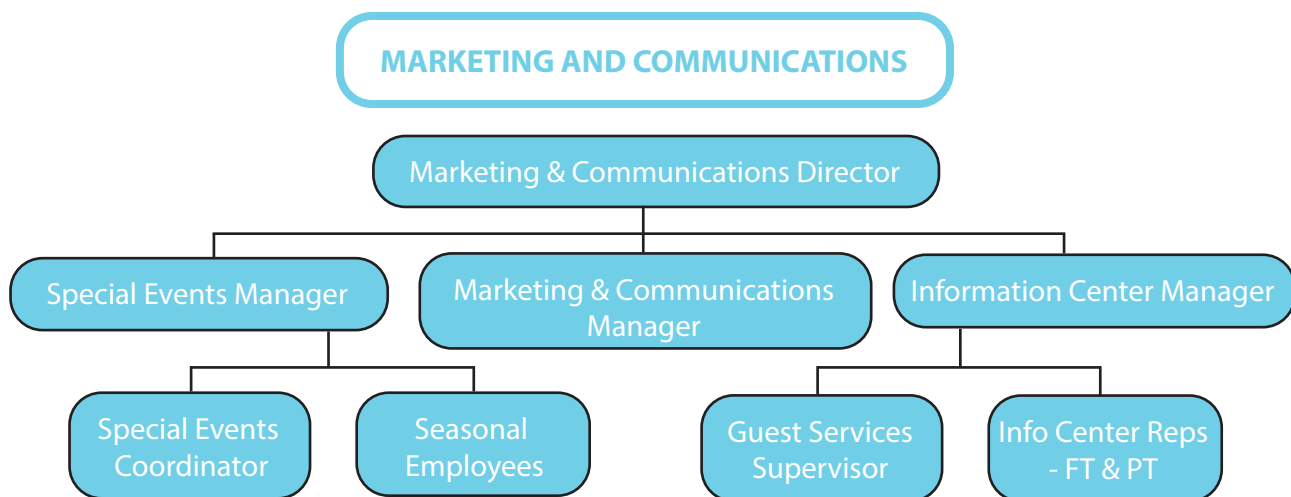 MARKETING AND COMMUNICATIONS
Marketing & Communications Director
Special Events Manager
Marketing & Communications
Manager
Information Center Manager
Special Events
Coordinator
Seasonal
Employees
Guest Services
Supervisor
Info Center Reps
- FT & PT